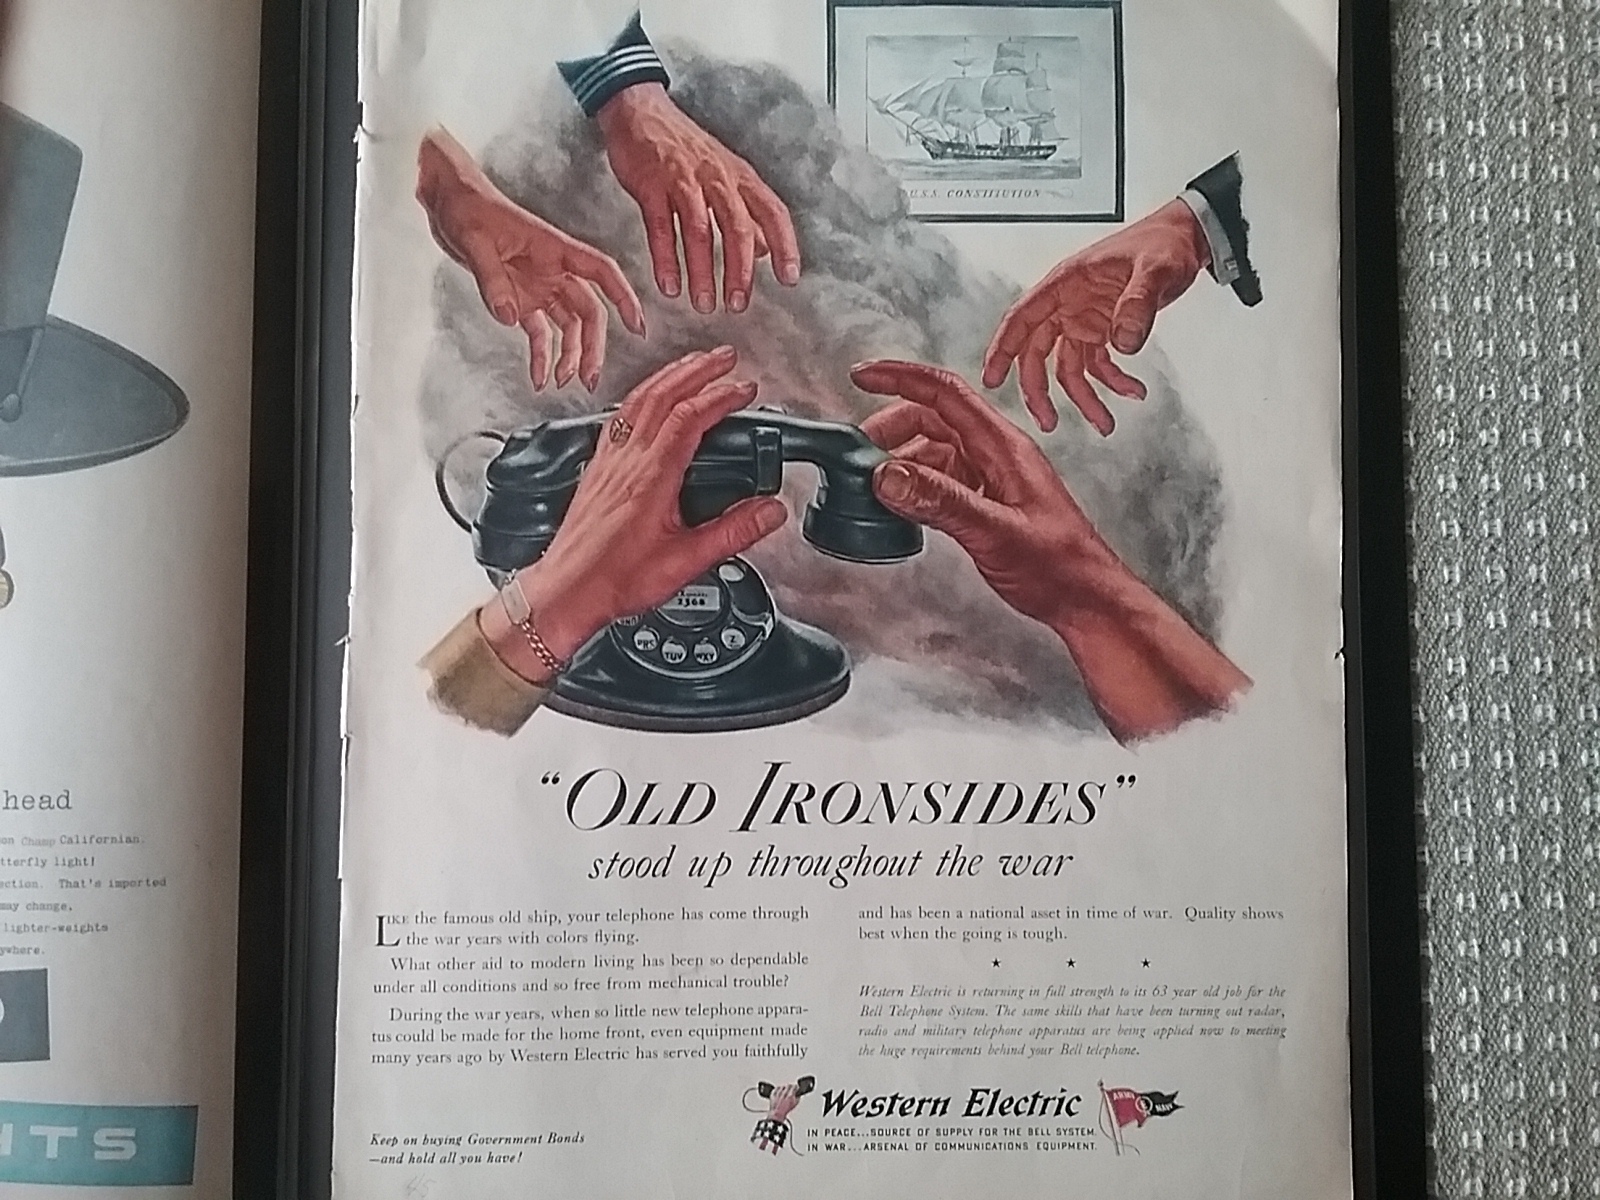 U.S.S. CONSTITUTION
2368
PRS
TUV
WXY
Z
"OLD IRONSIDES"
stood up throughout the war
LIKE the famous old ship, your telephone has come through
the war years with colors flying.
What other aid to modern living has been so dependable
under all conditions and so free from mechanical trouble?
During the war years, when so little new telephone appara-
tus could be made for the home front, even equipment made
many years ago by Western Electric has served you faithfully
and has been a national asset in time of war. Quality shows
best when the going is tough.
★ ★ ★
Western Electric is returning in full strength to its 63 year old job for the
Bell Telephone System. The same skills that have been turning out radar,
radio and military telephone apparatus are being applied now to meeting
the huge requirements behind your Bell telephone.
Western Electric
IN PEACE...SOURCE OF SUPPLY FOR THE BELL SYSTEM.
IN WAR...ARSENAL OF COMMUNICATIONS EQUIPMENT.
ARMY E NAVY
Keep on buying Government Bonds
—and hold all you have!
45
head
on Champ Californian.
tterfly light!
ection. That's imported
may change,
lighter-weights
ywhere.
HTS